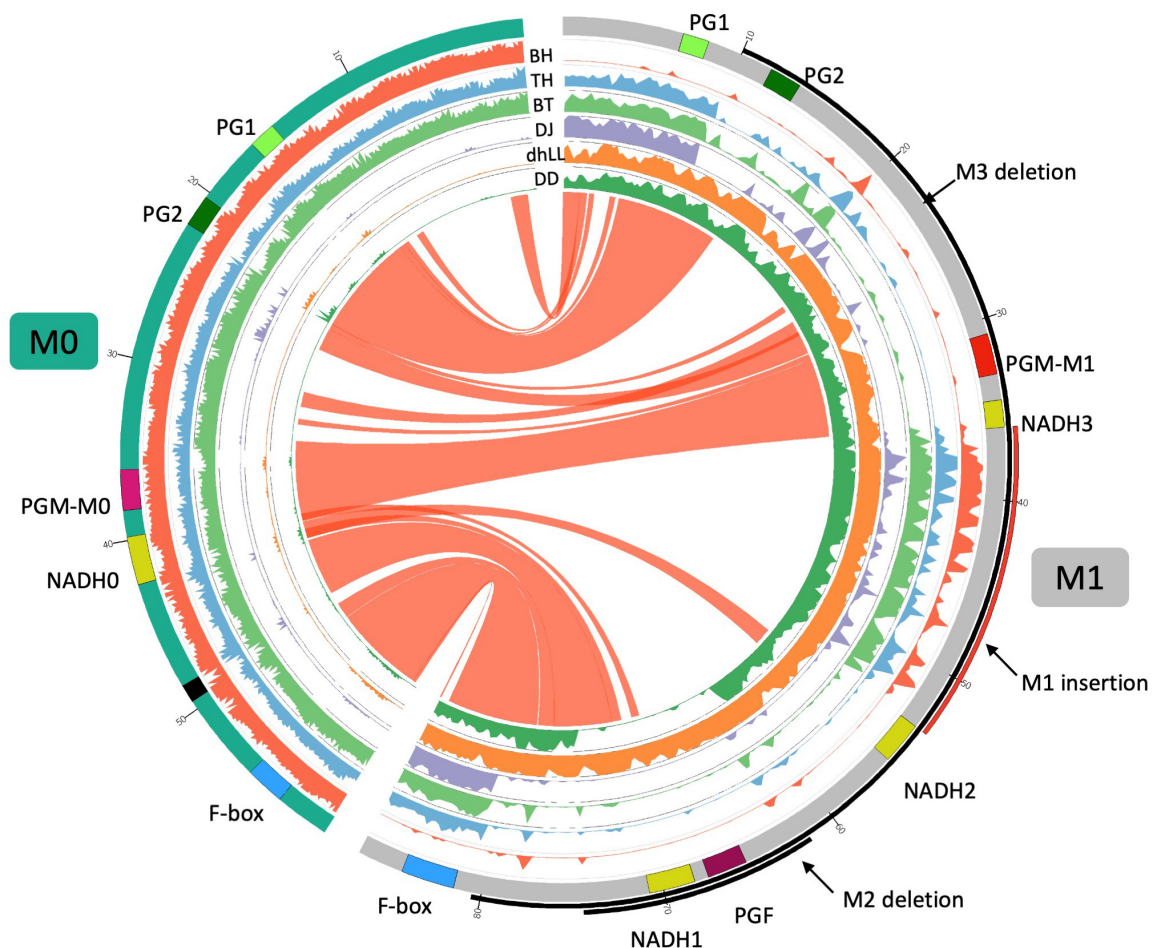 PG1
10
PG2
BH
TH
BT
DJ
dhLL
DD
10
PG1
20
PG2
20
M3 deletion
30
M0
30
PGM-M1
NADH3
PGM-M0
40
NADH0
40
M1
M1 insertion
50
50
NADH2
F-box
60
M2 deletion
F-box
80
70
PGF
NADH1